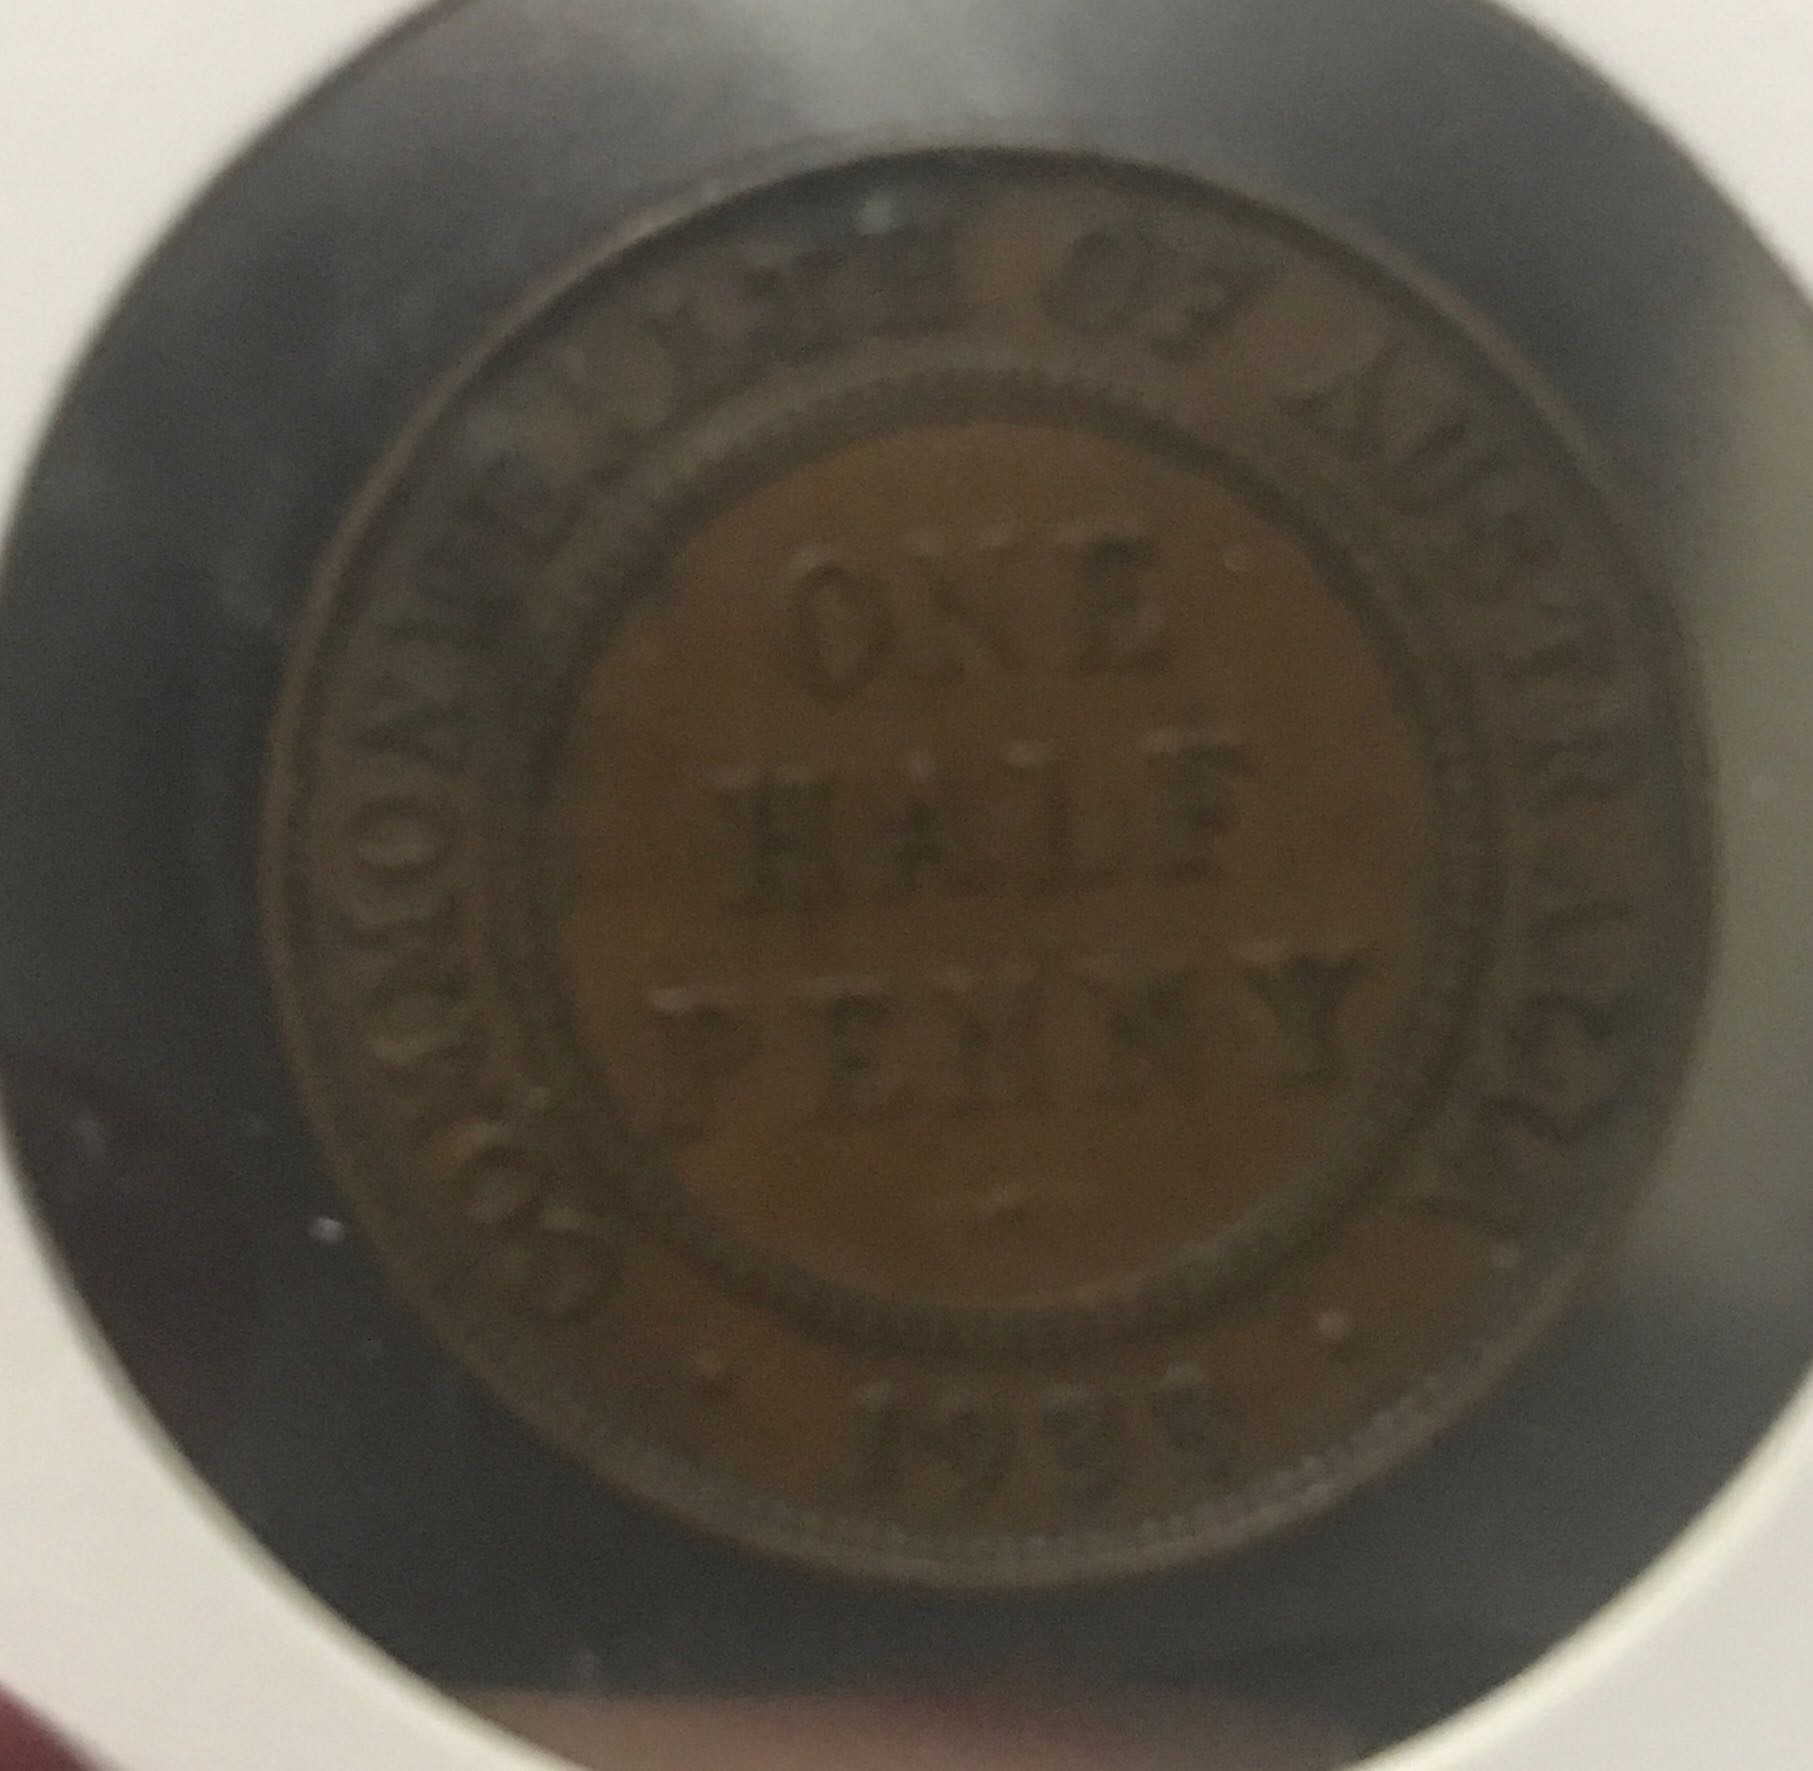 COMMONWEALTH OF AUSTRALIA
ONE
HALF
PENNY